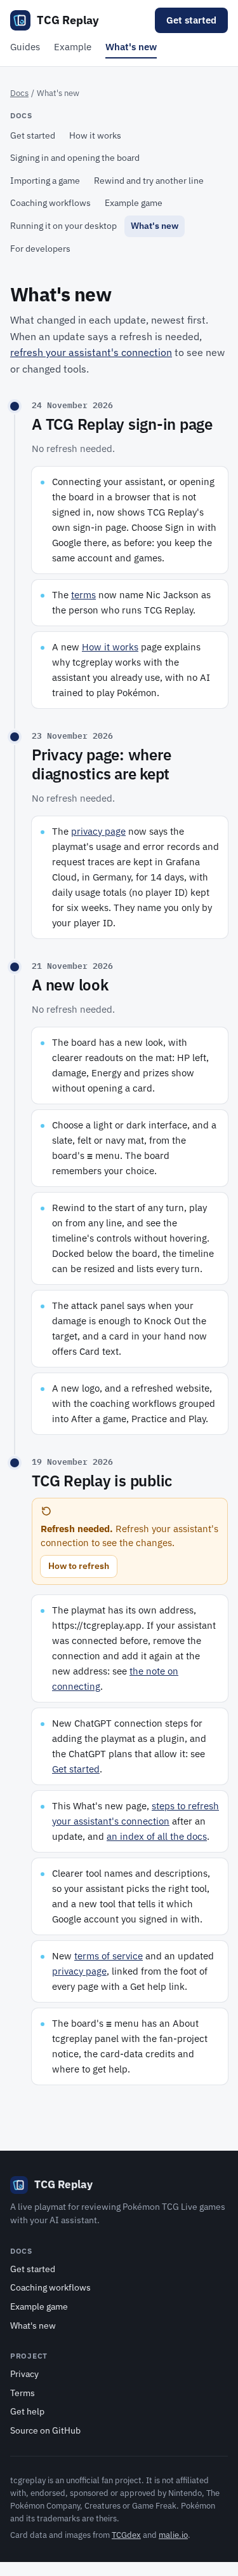 TCG Replay
Get started
Guides Example What's new
Docs / What's new
DOCS
Get started How it works
Signing in and opening the board
Importing a game Rewind and try another line
Coaching workflows Example game
Running it on your desktop What's new
For developers
What's new
What changed in each update, newest first.
When an update says a refresh is needed,
refresh your assistant's connection to see new
or changed tools.
24 November 2026
A TCG Replay sign-in page
No refresh needed.
Connecting your assistant, or opening
the board in a browser that is not
signed in, now shows TCG Replay's
own sign-in page. Choose Sign in with
Google there, as before: you keep the
same account and games.
The terms now name Nic Jackson as
the person who runs TCG Replay.
A new How it works page explains
why tcgreplay works with the
assistant you already use, with no AI
trained to play Pokémon.
23 November 2026
Privacy page: where
diagnostics are kept
No refresh needed.
The privacy page now says the
playmat's usage and error records and
request traces are kept in Grafana
Cloud, in Germany, for 14 days, with
daily usage totals (no player ID) kept
for six weeks. They name you only by
your player ID.
21 November 2026
A new look
No refresh needed.
The board has a new look, with
clearer readouts on the mat: HP left,
damage, Energy and prizes show
without opening a card.
Choose a light or dark interface, and a
slate, felt or navy mat, from the
board's ≡ menu. The board
remembers your choice.
Rewind to the start of any turn, play
on from any line, and see the
timeline's controls without hovering.
Docked below the board, the timeline
can be resized and lists every turn.
The attack panel says when your
damage is enough to Knock Out the
target, and a card in your hand now
offers Card text.
A new logo, and a refreshed website,
with the coaching workflows grouped
into After a game, Practice and Play.
19 November 2026
TCG Replay is public
Refresh needed. Refresh your assistant's
connection to see the changes.
How to refresh
The playmat has its own address,
https://tcgreplay.app. If your assistant
was connected before, remove the
connection and add it again at the
new address: see the note on
connecting.
New ChatGPT connection steps for
adding the playmat as a plugin, and
the ChatGPT plans that allow it: see
Get started.
This What's new page, steps to refresh
your assistant's connection after an
update, and an index of all the docs.
Clearer tool names and descriptions,
so your assistant picks the right tool,
and a new tool that tells it which
Google account you signed in with.
New terms of service and an updated
privacy page, linked from the foot of
every page with a Get help link.
The board's ≡ menu has an About
tcgreplay panel with the fan-project
notice, the card-data credits and
where to get help.
TCG Replay
A live playmat for reviewing Pokémon TCG Live games
with your AI assistant.
DOCS
Get started
Coaching workflows
Example game
What's new
PROJECT
Privacy
Terms
Get help
Source on GitHub
tcgreplay is an unofficial fan project. It is not affiliated
with, endorsed, sponsored or approved by Nintendo, The
Pokémon Company, Creatures or Game Freak. Pokémon
and its trademarks are theirs.
Card data and images from TCGdex and malie.io.